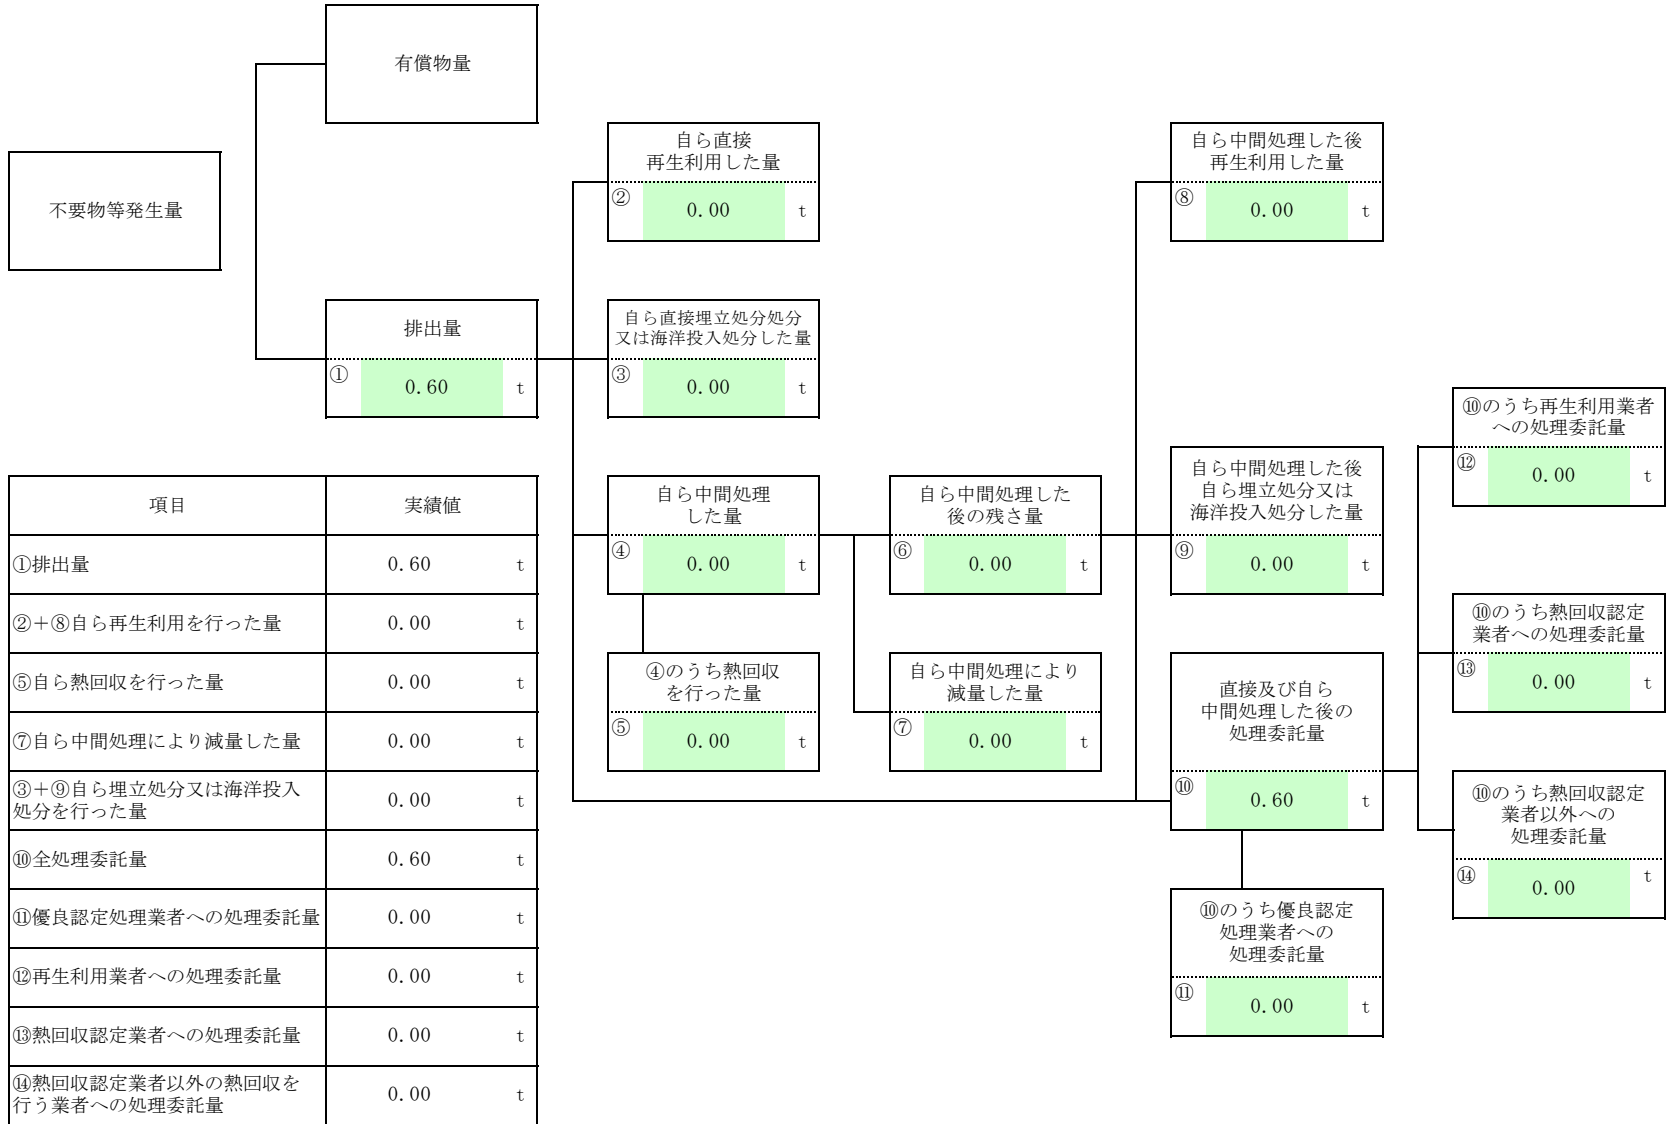 有償物量
不要物等発生量
排出量
①
0.60
t
自ら直接
再生利用した量
②
0.00
t
自ら直接埋立処分処分
又は海洋投入処分した量
③
0.00
t
自ら中間処理
した量
④
0.00
t
④のうち熱回収
を行った量
⑤
0.00
t
自ら中間処理した
後の残さ量
⑥
0.00
t
自ら中間処理により
減量した量
⑦
0.00
t
自ら中間処理した後
再生利用した量
⑧
0.00
t
自ら中間処理した後
自ら埋立処分又は
海洋投入処分した量
⑨
0.00
t
直接及び自ら
中間処理した後の
処理委託量
⑩
0.60
t
⑩のうち優良認定
処理業者への
処理委託量
⑪
0.00
t
⑩のうち再生利用業者
への処理委託量
⑫
0.00
t
⑩のうち熱回収認定
業者への処理委託量
⑬
0.00
t
⑩のうち熱回収認定
業者以外への
処理委託量
⑭
0.00
t
項目 実績値
①排出量 0.60 t
②＋⑧自ら再生利用を行った量 0.00 t
⑤自ら熱回収を行った量 0.00 t
⑦自ら中間処理により減量した量 0.00 t
③＋⑨自ら埋立処分又は海洋投入
処分を行った量 0.00 t
⑩全処理委託量 0.60 t
⑪優良認定処理業者への処理委託量 0.00 t
⑫再生利用業者への処理委託量 0.00 t
⑬熱回収認定業者への処理委託量 0.00 t
⑭熱回収認定業者以外の熱回収を
行う業者への処理委託量 0.00 t